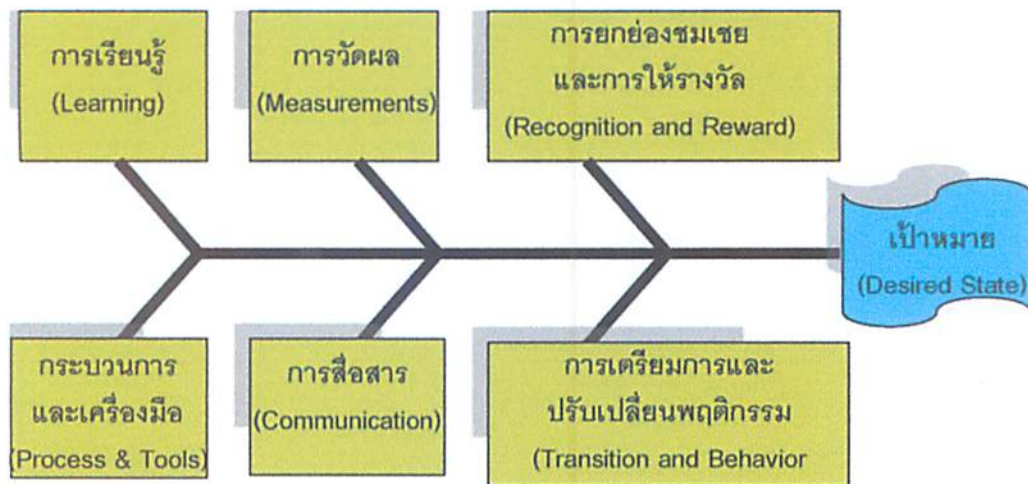 การเรียนรู้
(Learning)
การวัดผล
(Measurements)
การยกย่องชมเชย
และการให้รางวัล
(Recognition and Reward)
เป้าหมาย
(Desired State)
กระบวนการ
และเครื่องมือ
(Process & Tools)
การสื่อสาร
(Communication)
การเตรียมการและ
ปรับเปลี่ยนพฤติกรรม
(Transition and Behavior